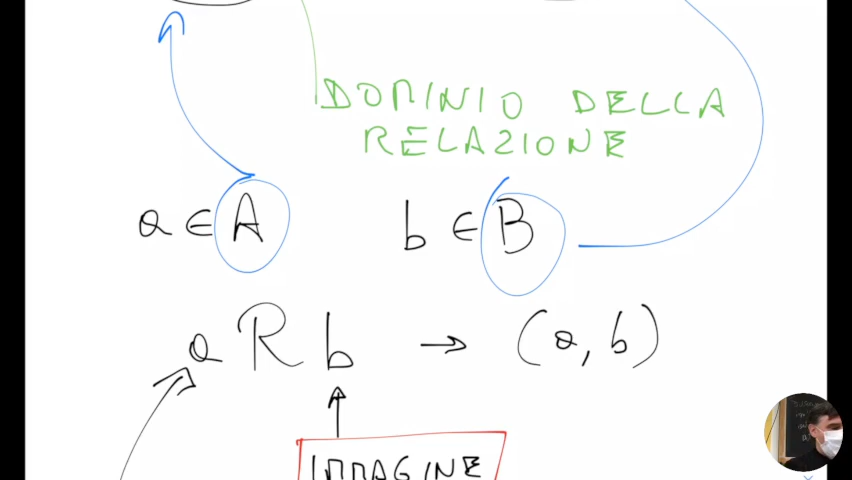 DOMINIO DELLA
RELAZIONE
a ∈ A b ∈ B
a R b → (a, b)
IMMAGINE